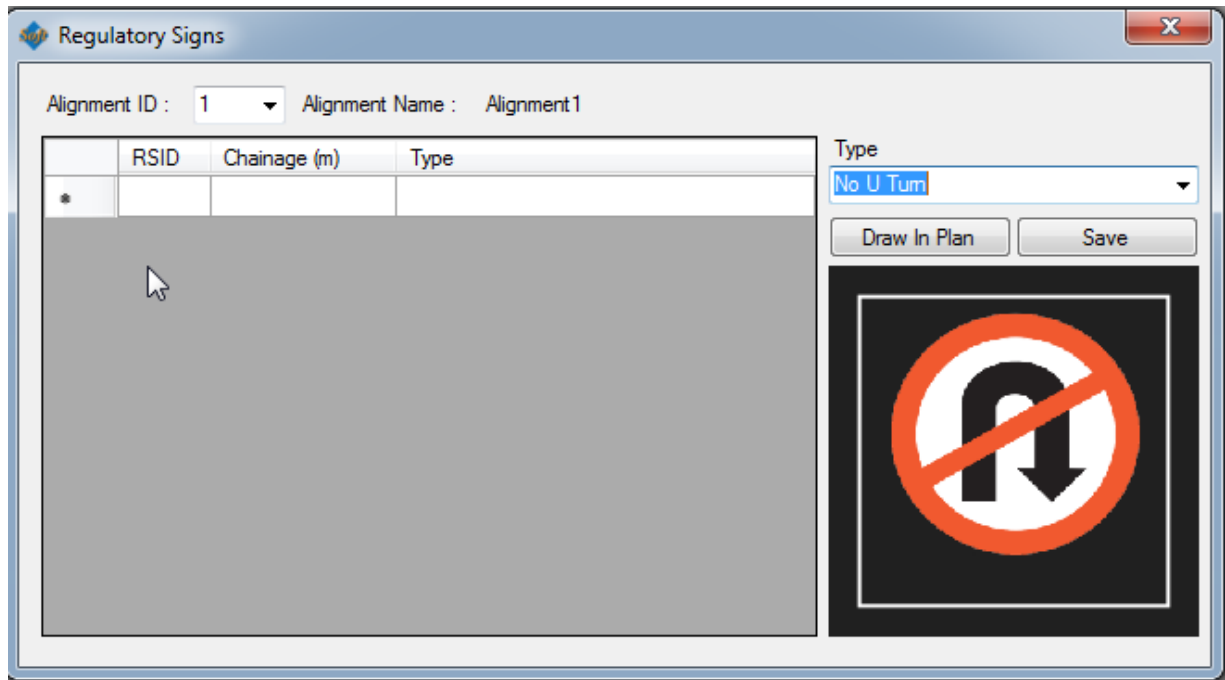 Regulatory Signs
Alignment ID : 1 Alignment Name : Alignment1
RSID Chainage (m) Type
Type
No U Turn
Draw In Plan Save